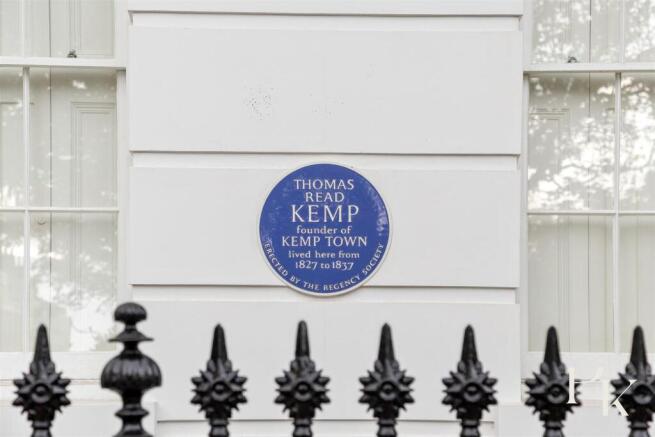 THOMAS
READ
KEMP
founder of
KEMP TOWN
lived here from
1827 to 1837
ERECTED BY THE REGENCY SOCIETY